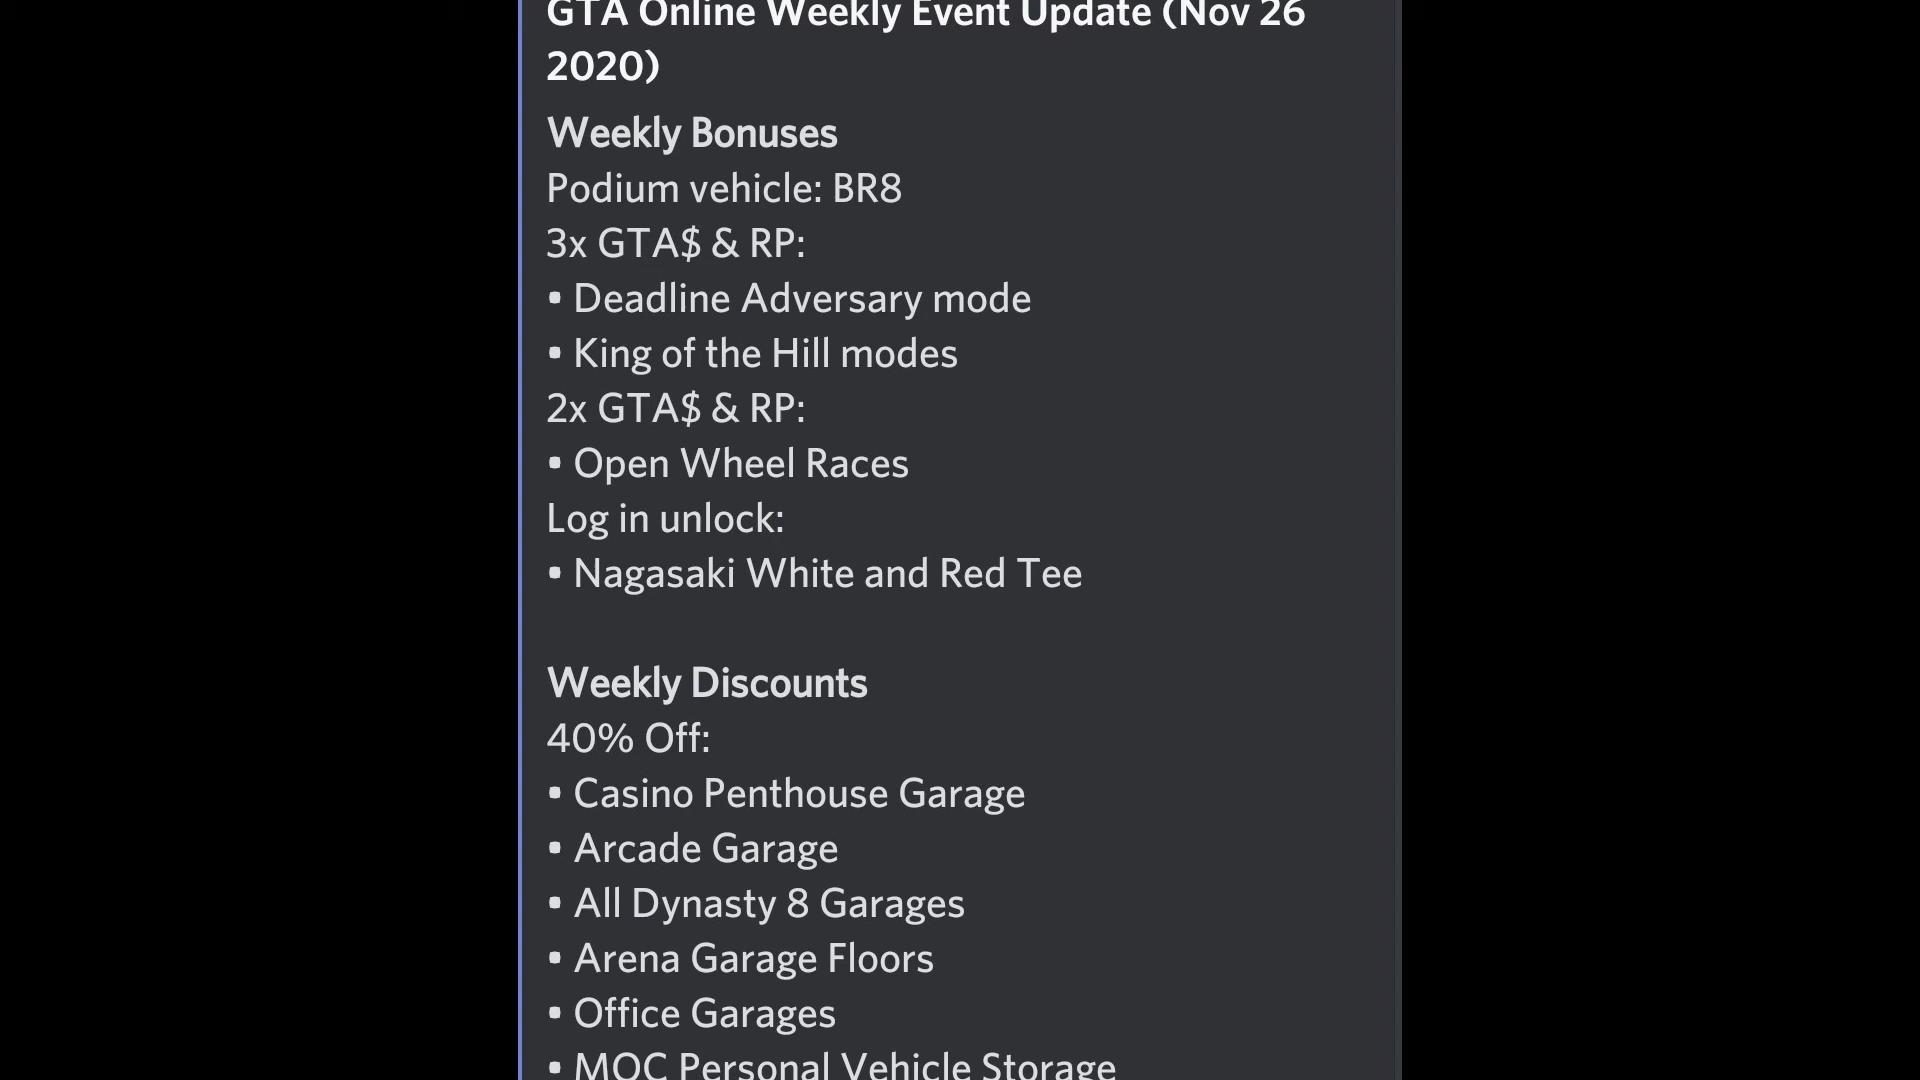 GTA Online Weekly Event Update (Nov 26
2020)
Weekly Bonuses
Podium vehicle: BR8
3x GTA$ & RP:
• Deadline Adversary mode
• King of the Hill modes
2x GTA$ & RP:
• Open Wheel Races
Log in unlock:
• Nagasaki White and Red Tee
Weekly Discounts
40% Off:
• Casino Penthouse Garage
• Arcade Garage
• All Dynasty 8 Garages
• Arena Garage Floors
• Office Garages
• MOC Personal Vehicle Storage